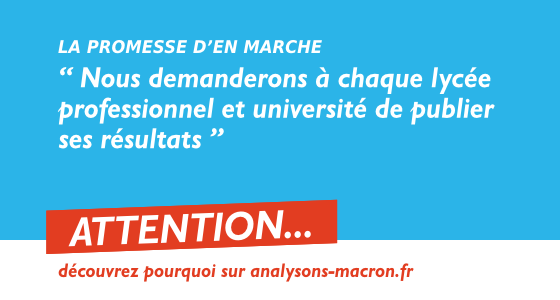 LA PROMESSE D’EN MARCHE
“ Nous demanderons à chaque lycée
professionnel et université de publier
ses résultats ”
ATTENTION...
découvrez pourquoi sur analysons-macron.fr